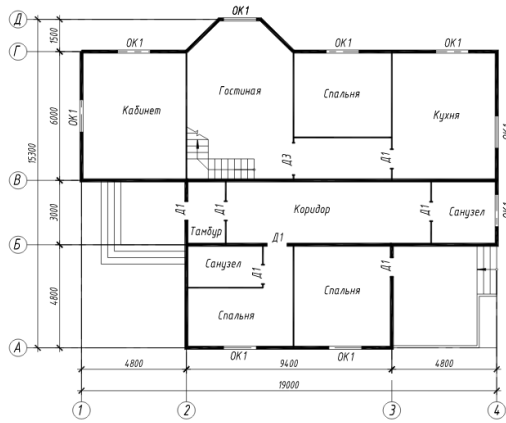 ОК1
Д
ОК1 ОК1 ОК1
Г
1500
Кабинет Гостиная Спальня Кухня
ОК1 ОК1
6000
15300
Д3 Д1
В
3000
Д1 Д1 Коридор Д1 Санузел ОК1
Тамбур Д1
Б
Санузел Д1 Д1
Спальня
4800
Спальня
А
ОК1 ОК1
4800 9400 4800
19000
1 2 3 4